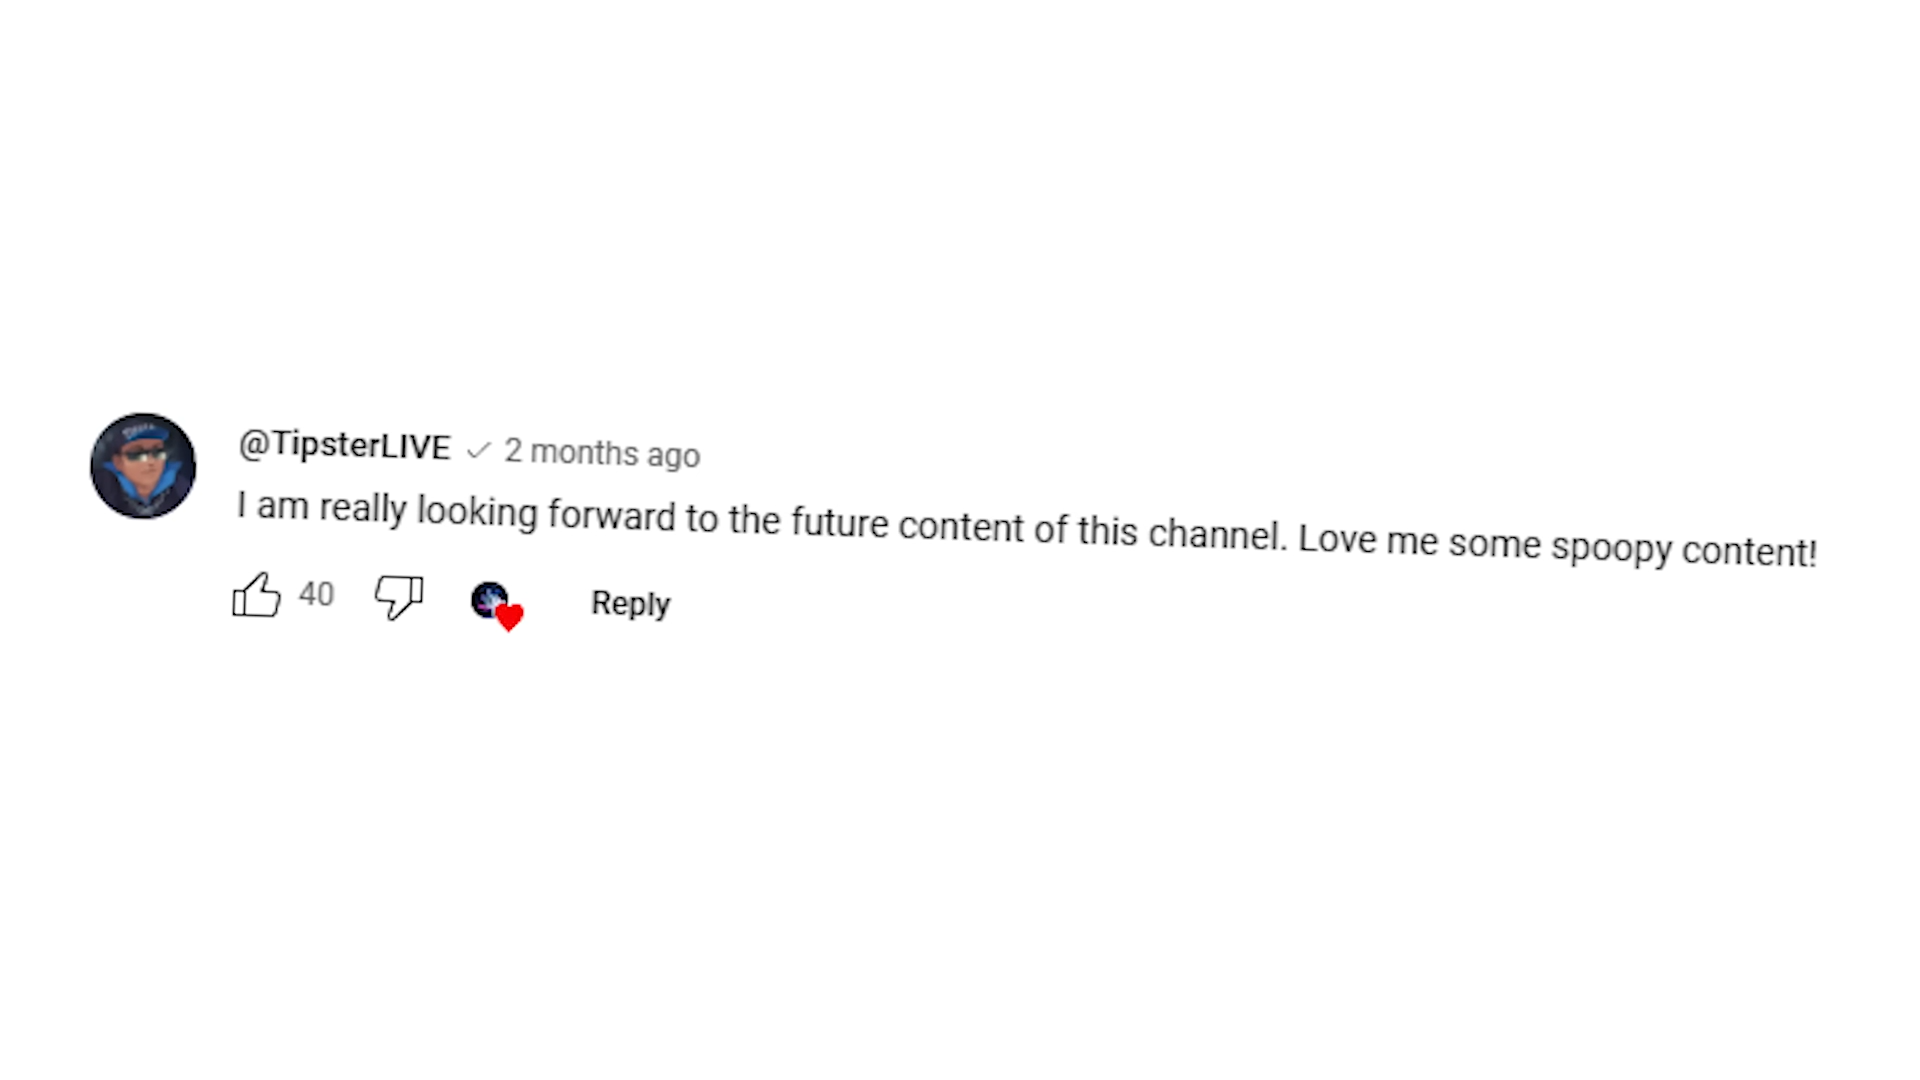 @TipsterLIVE ✓ 2 months ago
I am really looking forward to the future content of this channel. Love me some spoopy content!
40 Reply